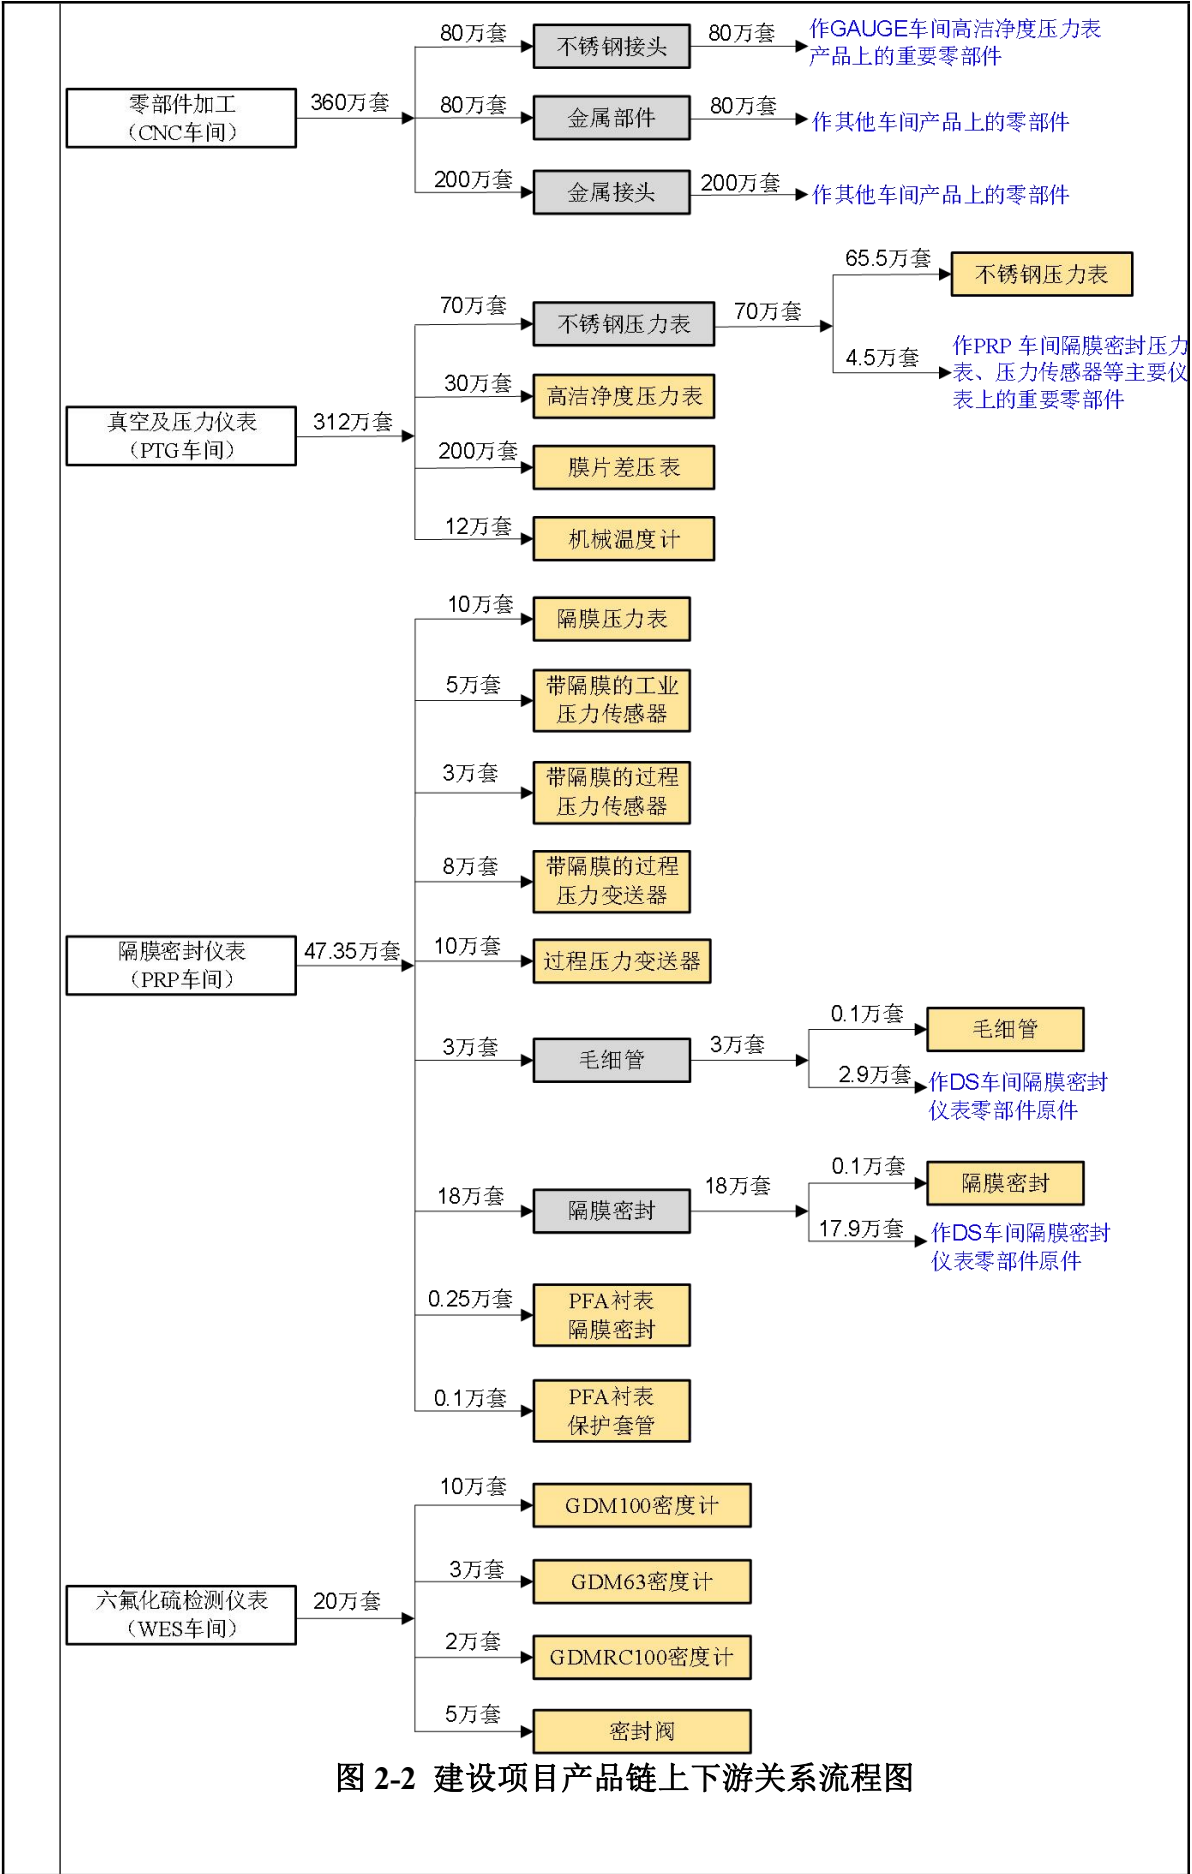 零部件加工
（CNC车间）
360万套
80万套
不锈钢接头
80万套
作GAUGE车间高洁净度压力表
产品上的重要零部件
80万套
金属部件
80万套
作其他车间产品上的零部件
200万套
金属接头
200万套
作其他车间产品上的零部件
真空及压力仪表
（PTG车间）
312万套
70万套
不锈钢压力表
70万套
65.5万套
不锈钢压力表
4.5万套
作PRP 车间隔膜密封压力
表、压力传感器等主要仪
表上的重要零部件
30万套
高洁净度压力表
200万套
膜片差压表
12万套
机械温度计
隔膜密封仪表
（PRP车间）
47.35万套
10万套
隔膜压力表
5万套
带隔膜的工业
压力传感器
3万套
带隔膜的过程
压力传感器
8万套
带隔膜的过程
压力变送器
10万套
过程压力变送器
3万套
毛细管
3万套
0.1万套
毛细管
2.9万套
作DS车间隔膜密封
仪表零部件原件
18万套
隔膜密封
18万套
0.1万套
隔膜密封
17.9万套
作DS车间隔膜密封
仪表零部件原件
0.25万套
PFA衬表
隔膜密封
0.1万套
PFA衬表
保护套管
六氟化硫检测仪表
（WES车间）
20万套
10万套
GDM100密度计
3万套
GDM63密度计
2万套
GDMRC100密度计
5万套
密封阀
图 2-2 建设项目产品链上下游关系流程图